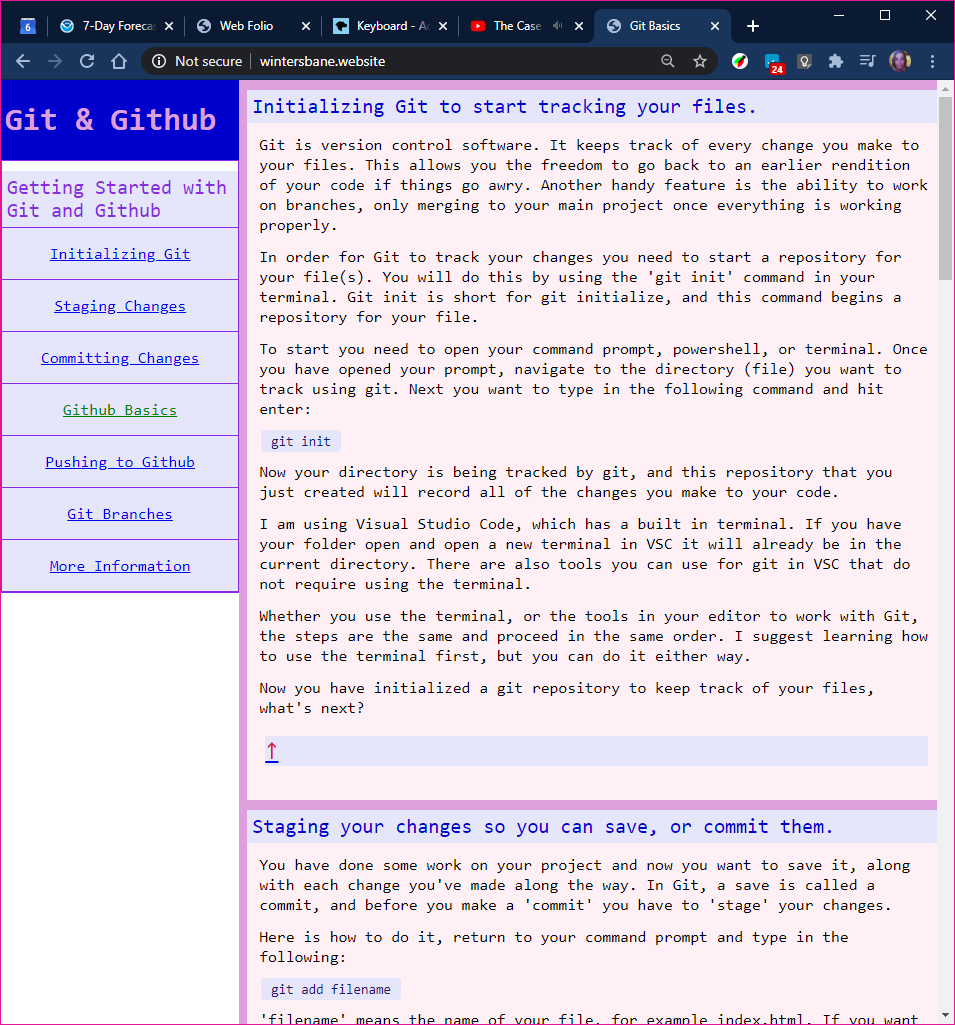 6
7-Day Foreca
Web Folio
Keyboard - A
The Case
Git Basics
Not secure
wintersbane.website
24
Git & Github
Getting Started with
Git and Github
Initializing Git
Staging Changes
Committing Changes
Github Basics
Pushing to Github
Git Branches
More Information
Initializing Git to start tracking your files.
Git is version control software. It keeps track of every change you make to
your files. This allows you the freedom to go back to an earlier rendition
of your code if things go awry. Another handy feature is the ability to work
on branches, only merging to your main project once everything is working
properly.
In order for Git to track your changes you need to start a repository for
your file(s). You will do this by using the 'git init' command in your
terminal. Git init is short for git initialize, and this command begins a
repository for your file.
To start you need to open your command prompt, powershell, or terminal. Once
you have opened your prompt, navigate to the directory (file) you want to
track using git. Next you want to type in the following command and hit
enter:
git init
Now your directory is being tracked by git, and this repository that you
just created will record all of the changes you make to your code.
I am using Visual Studio Code, which has a built in terminal. If you have
your folder open and open a new terminal in VSC it will already be in the
current directory. There are also tools you can use for git in VSC that do
not require using the terminal.
Whether you use the terminal, or the tools in your editor to work with Git,
the steps are the same and proceed in the same order. I suggest learning how
to use the terminal first, but you can do it either way.
Now you have initialized a git repository to keep track of your files,
what's next?
↑
Staging your changes so you can save, or commit them.
You have done some work on your project and now you want to save it, along
with each change you've made along the way. In Git, a save is called a
commit, and before you make a 'commit' you have to 'stage' your changes.
Here is how to do it, return to your command prompt and type in the
following:
git add filename
'filename' means the name of your file, for example index.html. If you want